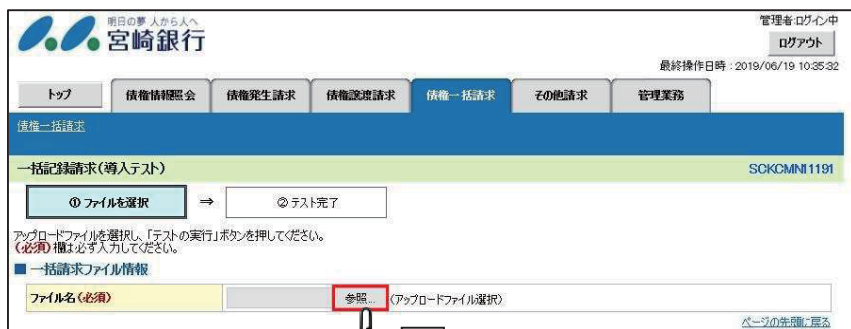 明日の夢 人から人へ
宮崎銀行
管理者:ログイン中
ログアウト
最終操作日時：2019/06/19 10:35:32
トップ 債権情報照会 債権発生請求 債権譲渡請求 債権一括請求 その他請求 管理業務
債権一括請求
一括記録請求(導入テスト) SCKCMN11191
① ファイルを選択 ⇒ ② テスト完了
アップロードファイルを選択し、「テストの実行」ボタンを押してください。
(必須)欄は必ず入力してください。
■ 一括請求ファイル情報
ファイル名(必須) 参照... (アップロードファイル選択)
ページの先頭に戻る